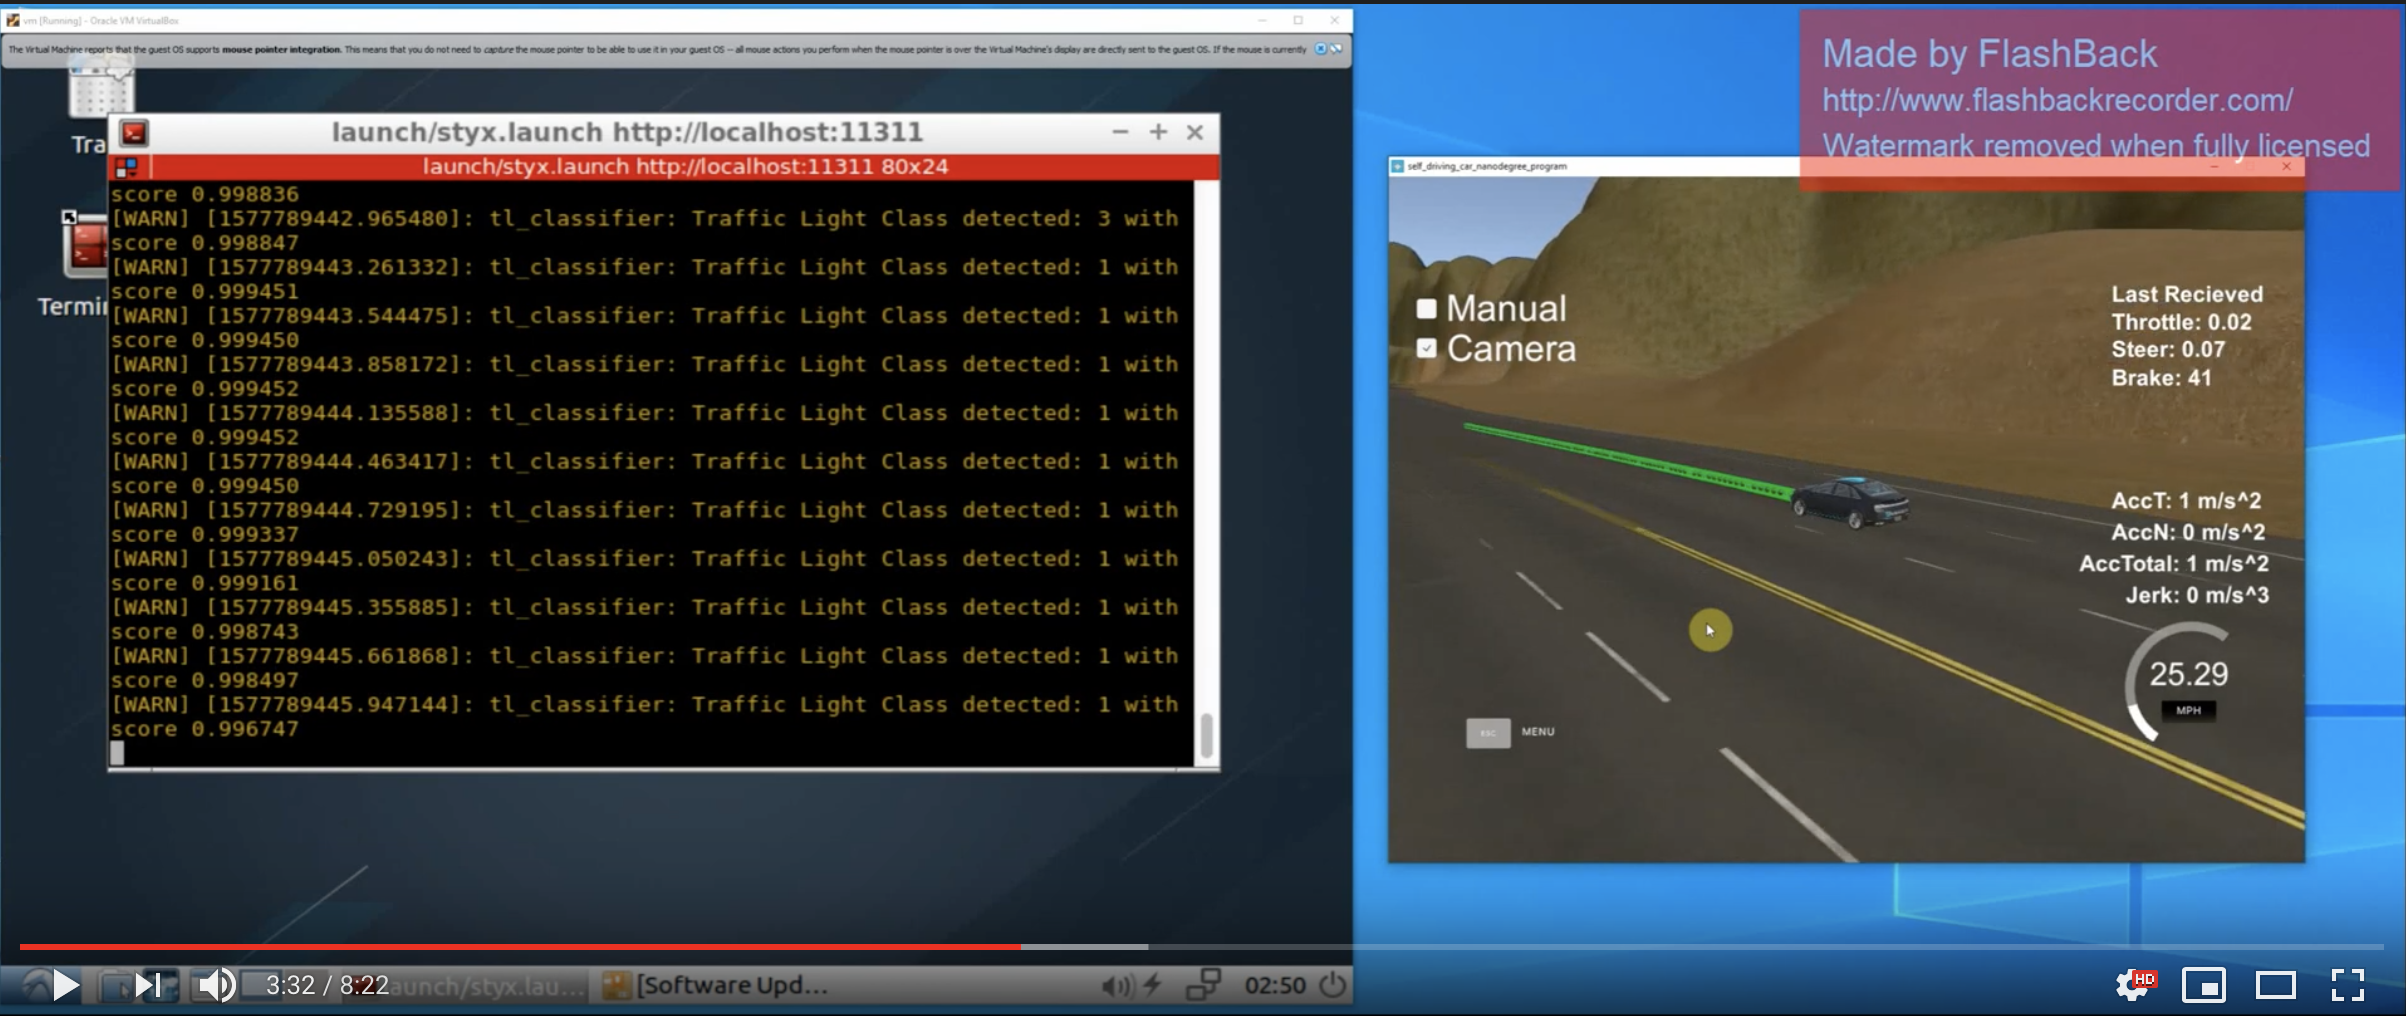 vm [Running] - Oracle VM VirtualBox
The Virtual Machine reports that the guest OS supports mouse pointer integration. This means that you do not need to capture the mouse pointer to be able to use it in your guest OS -- all mouse actions you perform when the mouse pointer is over the Virtual Machine's display are directly sent to the guest OS. If the mouse is currently
Tra
Termi
launch/styx.launch http://localhost:11311
launch/styx.launch http://localhost:11311 80x24
score 0.998836
[WARN] [1577789442.965480]: tl_classifier: Traffic Light Class detected: 3 with
score 0.998847
[WARN] [1577789443.261332]: tl_classifier: Traffic Light Class detected: 1 with
score 0.999451
[WARN] [1577789443.544475]: tl_classifier: Traffic Light Class detected: 1 with
score 0.999450
[WARN] [1577789443.858172]: tl_classifier: Traffic Light Class detected: 1 with
score 0.999452
[WARN] [1577789444.135588]: tl_classifier: Traffic Light Class detected: 1 with
score 0.999452
[WARN] [1577789444.463417]: tl_classifier: Traffic Light Class detected: 1 with
score 0.999450
[WARN] [1577789444.729195]: tl_classifier: Traffic Light Class detected: 1 with
score 0.999337
[WARN] [1577789445.050243]: tl_classifier: Traffic Light Class detected: 1 with
score 0.999161
[WARN] [1577789445.355885]: tl_classifier: Traffic Light Class detected: 1 with
score 0.998743
[WARN] [1577789445.661868]: tl_classifier: Traffic Light Class detected: 1 with
score 0.998497
[WARN] [1577789445.947144]: tl_classifier: Traffic Light Class detected: 1 with
score 0.996747
Made by FlashBack
http://www.flashbackrecorder.com/
Watermark removed when fully licensed
self_driving_car_nanodegree_program
Manual
Camera
Last Recieved
Throttle: 0.02
Steer: 0.07
Brake: 41
AccT: 1 m/s^2
AccN: 0 m/s^2
AccTotal: 1 m/s^2
Jerk: 0 m/s^3
25.29
MPH
ESC MENU
3:32 / 8:22
launch/styx.lau...
[Software Upd...
02:50
HD